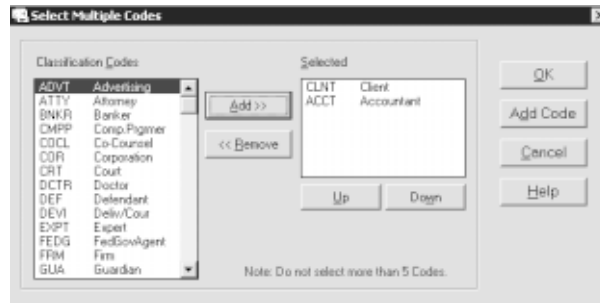 Select Multiple Codes
Classification Codes
ADVT Advertising
ATTY Attorney
BNKR Banker
CMPP Comp.Prgmer
COCL Co-Counsel
COR Corporation
CRT Court
DCTR Doctor
DEF Defendant
DEVI Deliv/Cour
EXPT Expert
FEDG FedGovAgent
FRM Firm
GUA Guardian
Add >>
<< Remove
Selected
CLNT Client
ACCT Accountant
Up Down
Note: Do not select more than 5 Codes.
OK
Add Code
Cancel
Help